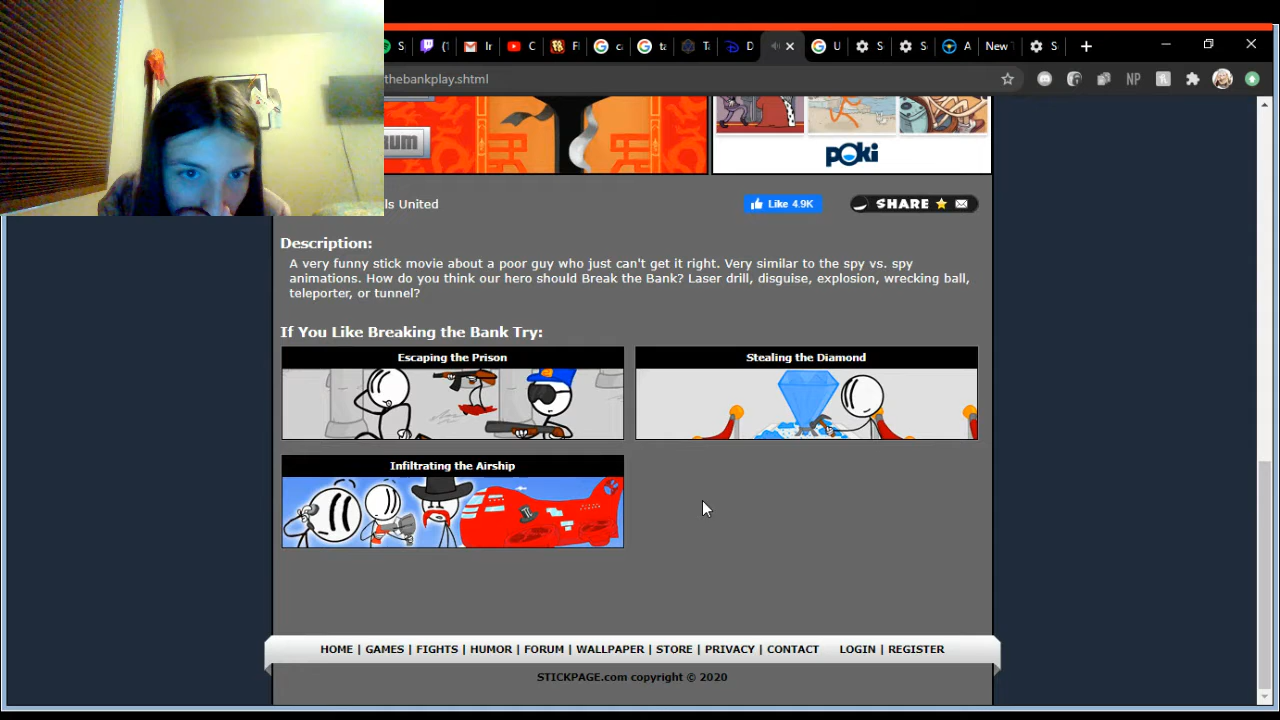 S
(
Ir
C
Fl
c
t
T
D
U
S
S
A
New
S
thebankplay.shtml
NP
um
poki
ls United
Like 4.9K
SHARE
Description:
A very funny stick movie about a poor guy who just can't get it right. Very similar to the spy vs. spy
animations. How do you think our hero should Break the Bank? Laser drill, disguise, explosion, wrecking ball,
teleporter, or tunnel?
If You Like Breaking the Bank Try:
Escaping the Prison
Stealing the Diamond
Infiltrating the Airship
HOME | GAMES | FIGHTS | HUMOR | FORUM | WALLPAPER | STORE | PRIVACY | CONTACT LOGIN | REGISTER
STICKPAGE.com copyright © 2020